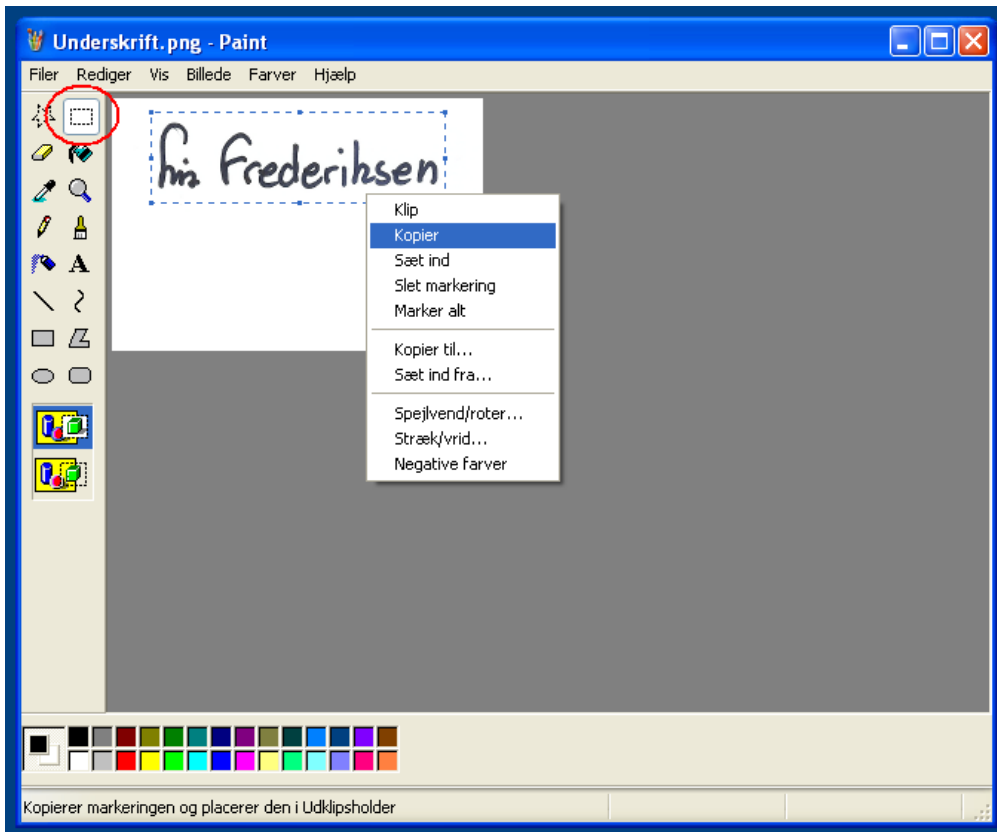 Underskrift.png - Paint
Filer Rediger Vis Billede Farver Hjælp
Frederiksen
Klip
Kopier
Sæt ind
Slet markering
Marker alt
Kopier til...
Sæt ind fra...
Spejlvend/roter...
Stræk/vrid...
Negative farver
A
Kopierer markeringen og placerer den i Udklipsholder